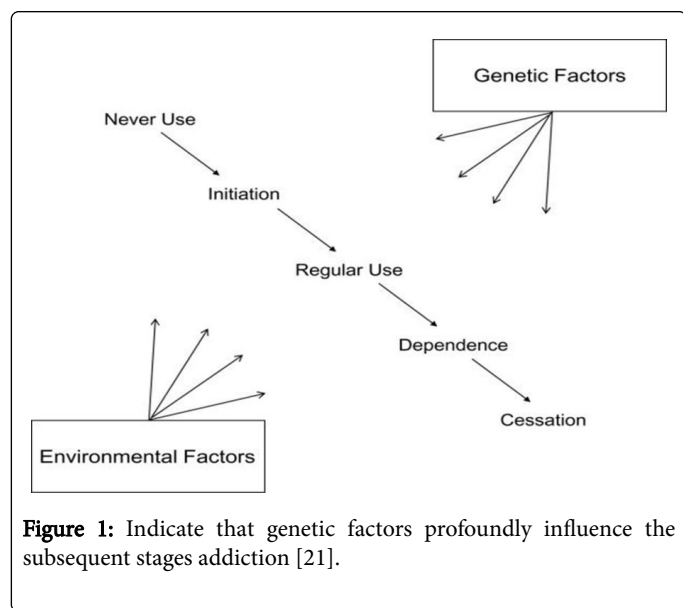 Genetic Factors
Never Use
Initiation
Regular Use
Dependence
Cessation
Environmental Factors
Figure 1: Indicate that genetic factors profoundly influence the
subsequent stages addiction [21].